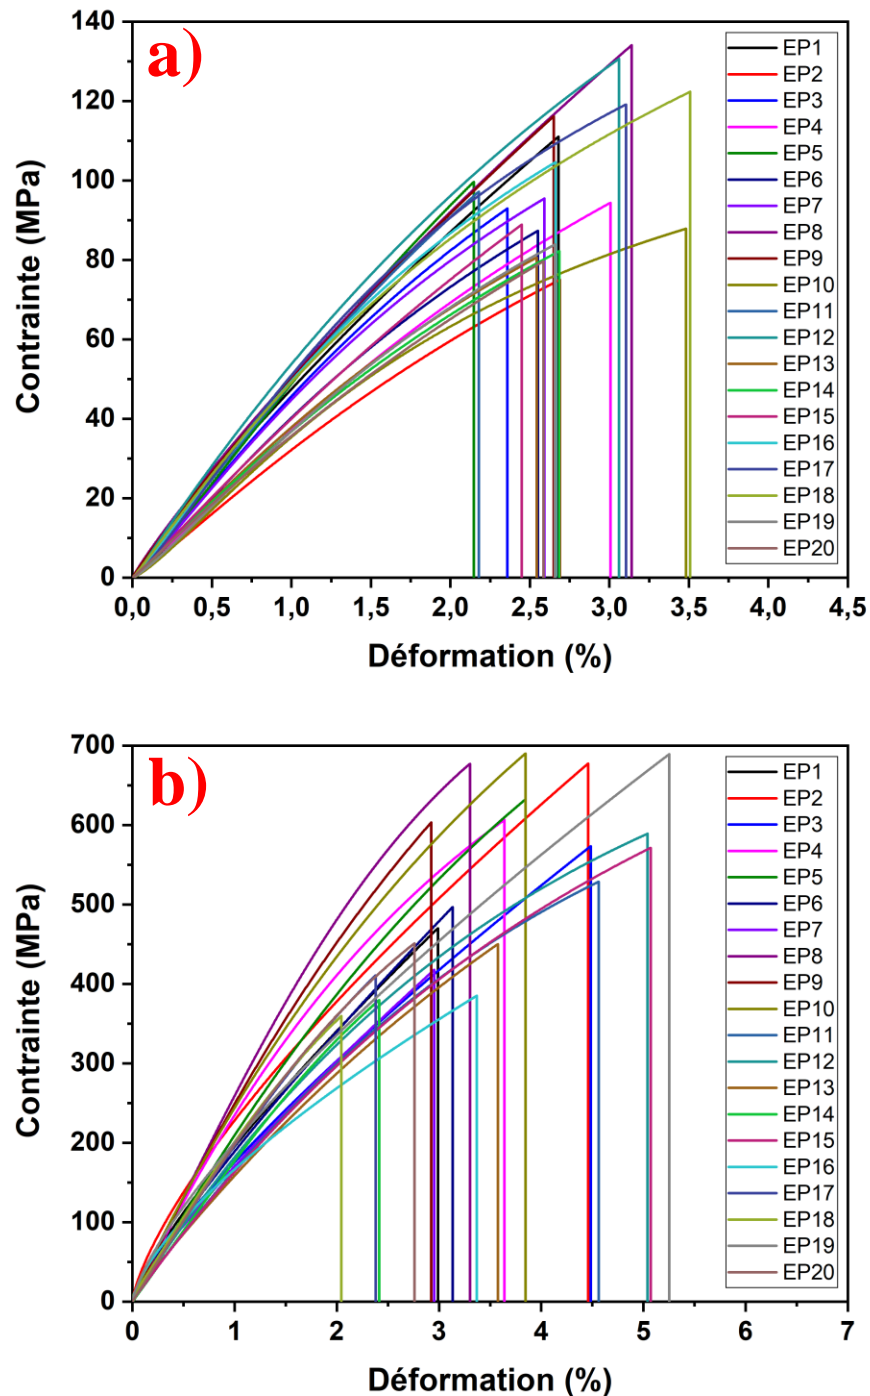 a)
140
120
100
80
60
40
20
0
Contrainte (MPa)
0,0 0,5 1,0 1,5 2,0 2,5 3,0 3,5 4,0 4,5
Déformation (%)
EP1
EP2
EP3
EP4
EP5
EP6
EP7
EP8
EP9
EP10
EP11
EP12
EP13
EP14
EP15
EP16
EP17
EP18
EP19
EP20
b)
700
600
500
400
300
200
100
0
Contrainte (MPa)
0 1 2 3 4 5 6 7
Déformation (%)
EP1
EP2
EP3
EP4
EP5
EP6
EP7
EP8
EP9
EP10
EP11
EP12
EP13
EP14
EP15
EP16
EP17
EP18
EP19
EP20